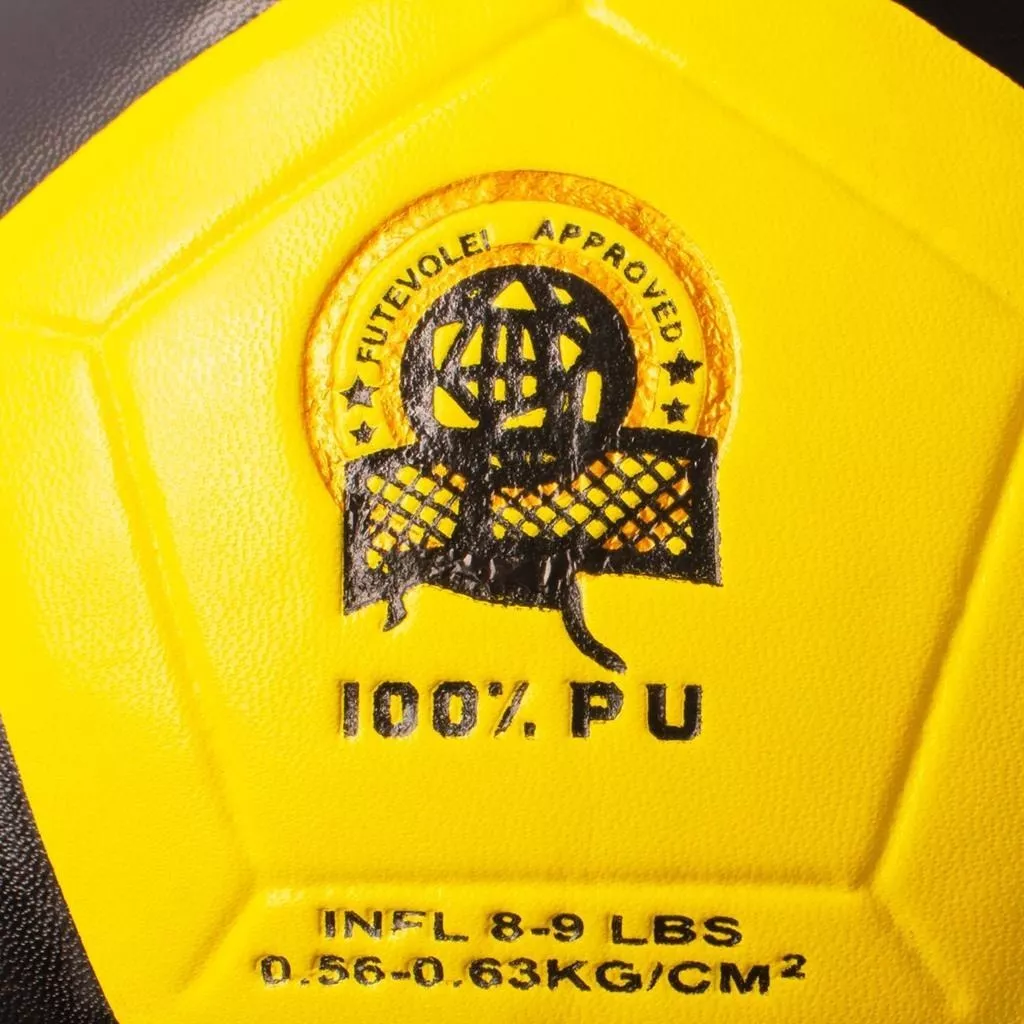 FUTEVOLEI APPROVED
100% PU
INFL 8-9 LBS
0.56-0.63KG/CM²